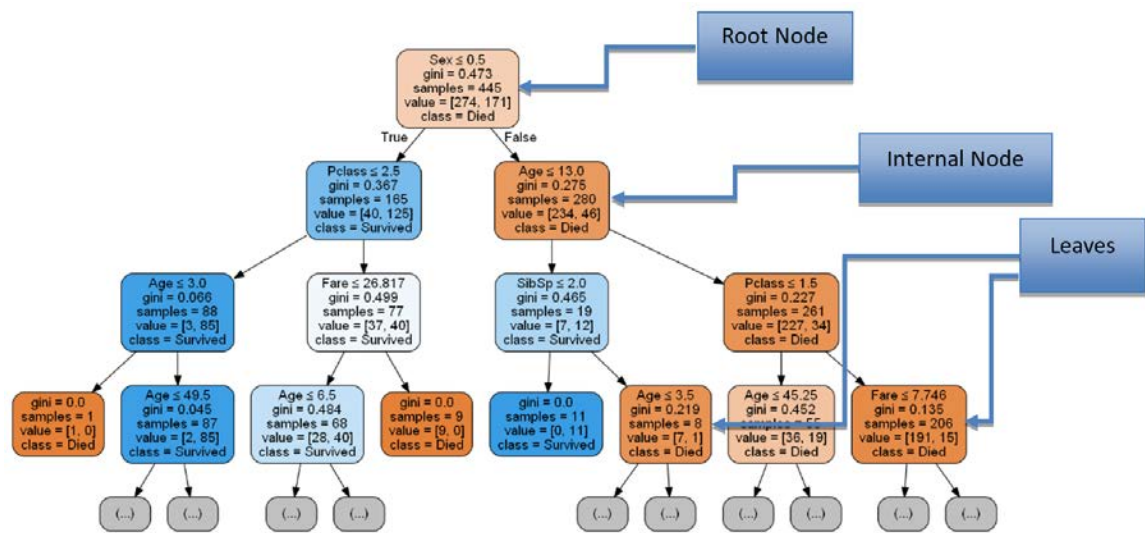 Root Node
Sex ≤ 0.5
gini = 0.473
samples = 445
value = [274, 171]
class = Died
True
False
Internal Node
Pclass ≤ 2.5
gini = 0.367
samples = 165
value = [40, 125]
class = Survived
Age ≤ 13.0
gini = 0.275
samples = 280
value = [234, 46]
class = Died
Leaves
Age ≤ 3.0
gini = 0.066
samples = 88
value = [3, 85]
class = Survived
Fare ≤ 26.817
gini = 0.499
samples = 77
value = [37, 40]
class = Survived
SibSp ≤ 2.0
gini = 0.465
samples = 19
value = [7, 12]
class = Survived
Pclass ≤ 1.5
gini = 0.227
samples = 261
value = [227, 34]
class = Died
gini = 0.0
samples = 1
value = [1, 0]
class = Died
Age ≤ 49.5
gini = 0.045
samples = 87
value = [2, 85]
class = Survived
Age ≤ 6.5
gini = 0.484
samples = 68
value = [28, 40]
class = Survived
gini = 0.0
samples = 9
value = [9, 0]
class = Died
gini = 0.0
samples = 11
value = [0, 11]
class = Survived
Age ≤ 3.5
gini = 0.219
samples = 8
value = [7, 1]
class = Died
Age ≤ 45.25
gini = 0.452
samples = 55
value = [36, 19]
class = Died
Fare ≤ 7.746
gini = 0.135
samples = 206
value = [191, 15]
class = Died
(...)
(...)
(...)
(...)
(...)
(...)
(...)
(...)
(...)
(...)